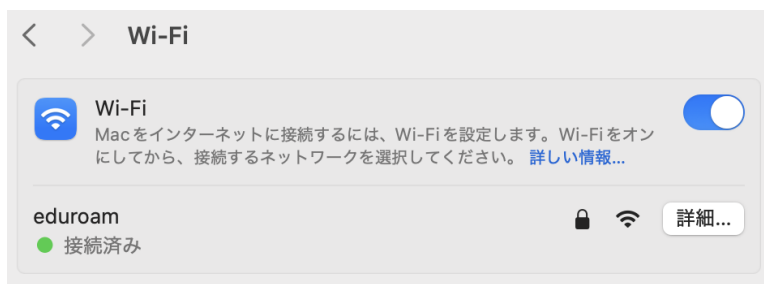 Wi-Fi
Wi-Fi
Macをインターネットに接続するには、Wi-Fiを設定します。Wi-Fiをオン
にしてから、接続するネットワークを選択してください。 詳しい情報...
eduroam 詳細...
接続済み